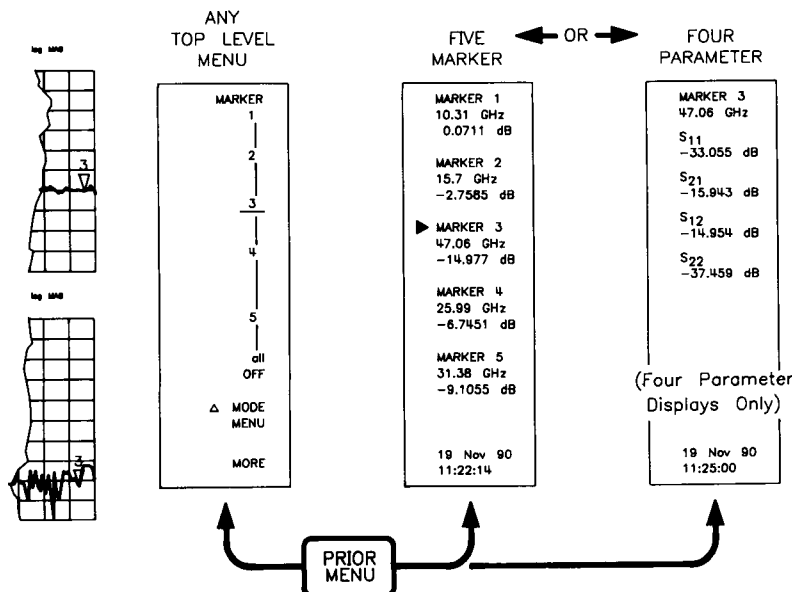 ANY
TOP LEVEL
MENU
FIVE
MARKER
OR
FOUR
PARAMETER
log MAG
3
log MAG
3
MARKER
1
2
3
4
5
all
OFF
△ MODE
MENU
MORE
MARKER 1
10.31 GHz
0.0711 dB
MARKER 2
15.7 GHz
-2.7585 dB
▶ MARKER 3
47.06 GHz
-14.977 dB
MARKER 4
25.99 GHz
-6.7451 dB
MARKER 5
31.38 GHz
-9.1055 dB
19 Nov 90
11:22:14
MARKER 3
47.06 GHz
S11
-33.055 dB
S21
-15.943 dB
S12
-14.954 dB
S22
-37.459 dB
(Four Parameter
Displays Only)
19 Nov 90
11:25:00
PRIOR
MENU